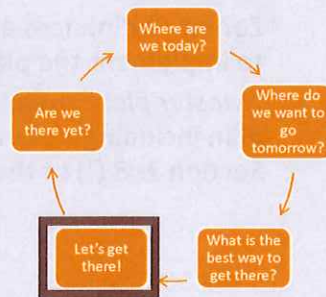 Where are
we today?
Where do
we want to
go
tomorrow?
What is the
best way to
get there?
Let's get
there!
Are we
there yet?